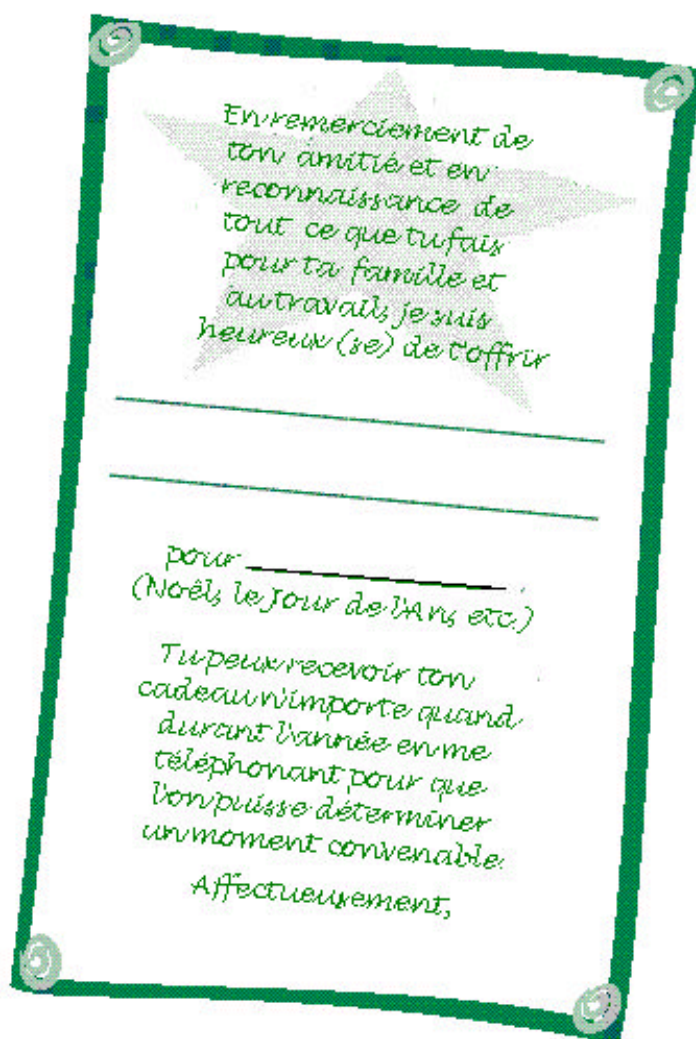 En remerciement de
ton amitié et en
reconnaissance de
tout ce que tu fais
pour ta famille et
au travail, je suis
heureux (se) de t'offrir
pour
(Noël, le Jour de l'An, etc.)
Tu peux recevoir ton
cadeau n'importe quand
durant l'année en me
téléphonant pour que
l'on puisse déterminer
un moment convenable.
Affectueusement,